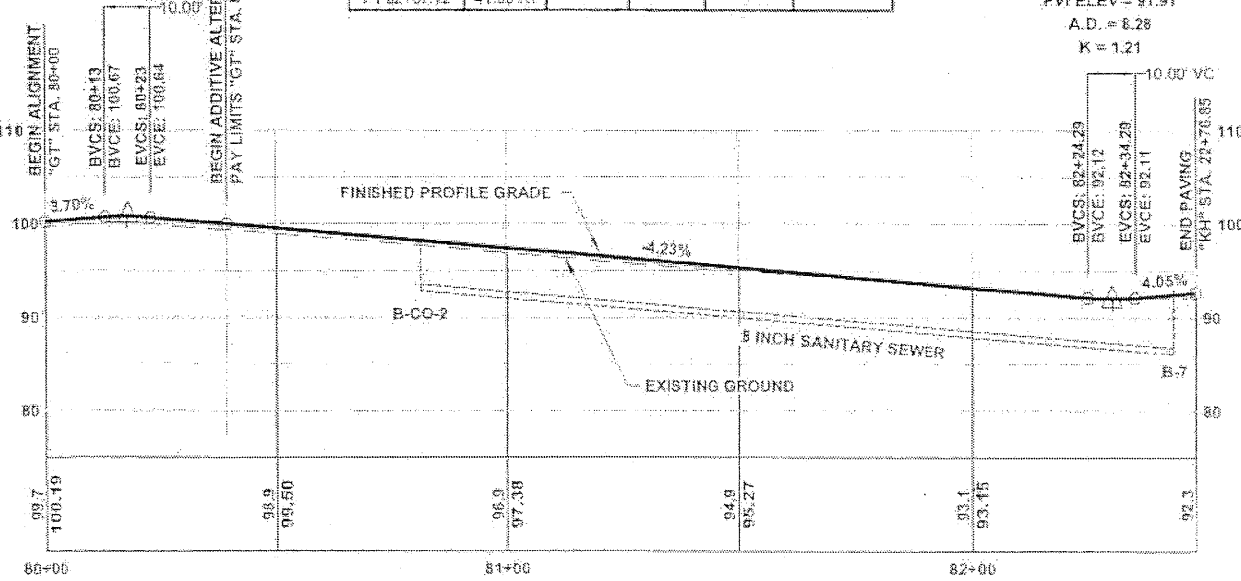 10.00'
PVI ELEV = 91.91
A.D. = 8.28
K = 1.21
10.00' VC
BEGIN ALIGNMENT
"GT" STA. 80+00
BVCS: 80+13
BVCE: 100.67
EVCS: 80+23
EVCE: 100.64
BEGIN ADDITIVE ALTER
PAY LIMITS "GT" STA.
BVCS: 82+24.29
BVCE: 92.12
EVCS: 82+34.29
EVCE: 92.11
END PAVING
"KH" STA. 22+76.85
110
110
FINISHED PROFILE GRADE
3.70%
100
100
-4.23%
4.05%
B-CO-2
90
90
8 INCH SANITARY SEWER
B-7
EXISTING GROUND
80
80
99.7
100.19
98.9
99.50
96.9
97.38
94.9
95.27
93.1
93.15
92.3
80+00
81+00
82+00